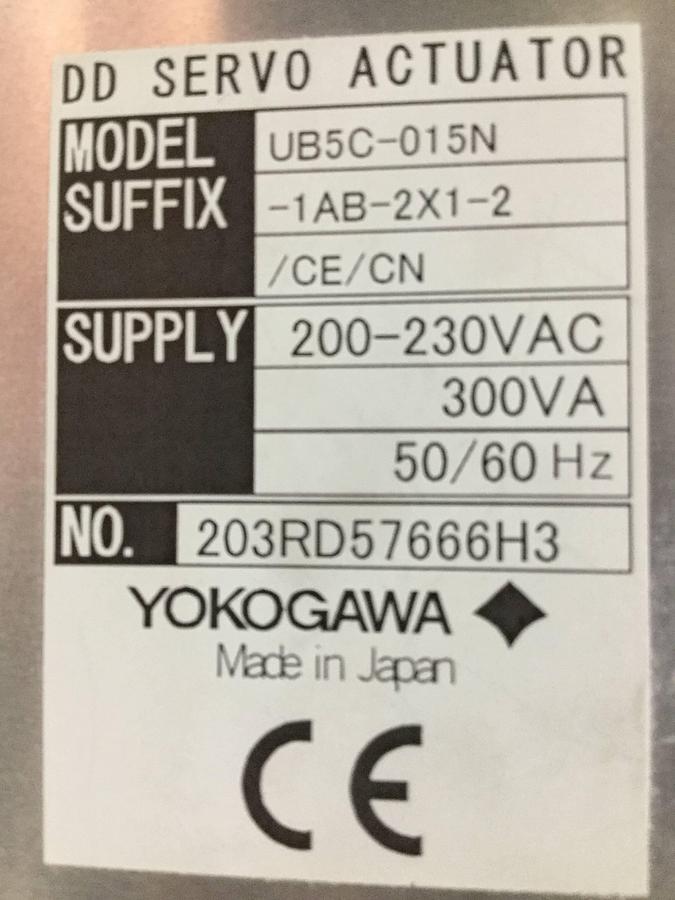 DD SERVO ACTUATOR
MODEL UB5C-015N
SUFFIX -1AB-2X1-2
/CE/CN
SUPPLY 200-230VAC
300VA
50/60 Hz
NO. 203RD57666H3
YOKOGAWA
Made in Japan
CE